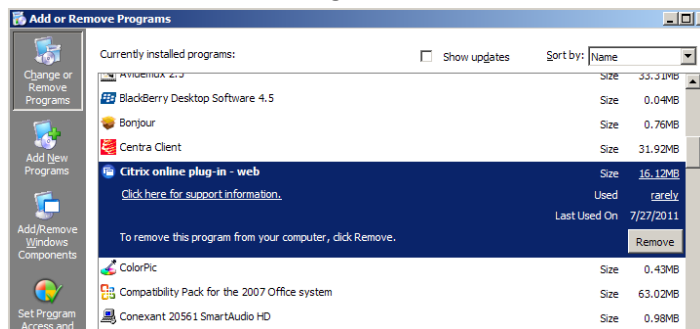 Add or Remove Programs
Currently installed programs:
Show updates
Sort by: Name
Change or
Remove
Programs
Avidemux 2.5 Size 33.31MB
BlackBerry Desktop Software 4.5 Size 0.04MB
Bonjour Size 0.76MB
Centra Client Size 31.92MB
Add New
Programs
Citrix online plug-in - web Size 16.12MB
Click here for support information. Used rarely
Last Used On 7/27/2011
To remove this program from your computer, click Remove. Remove
Add/Remove
Windows
Components
ColorPic Size 0.43MB
Compatibility Pack for the 2007 Office system Size 63.02MB
Conexant 20561 SmartAudio HD Size 0.98MB
Set Program
Access and